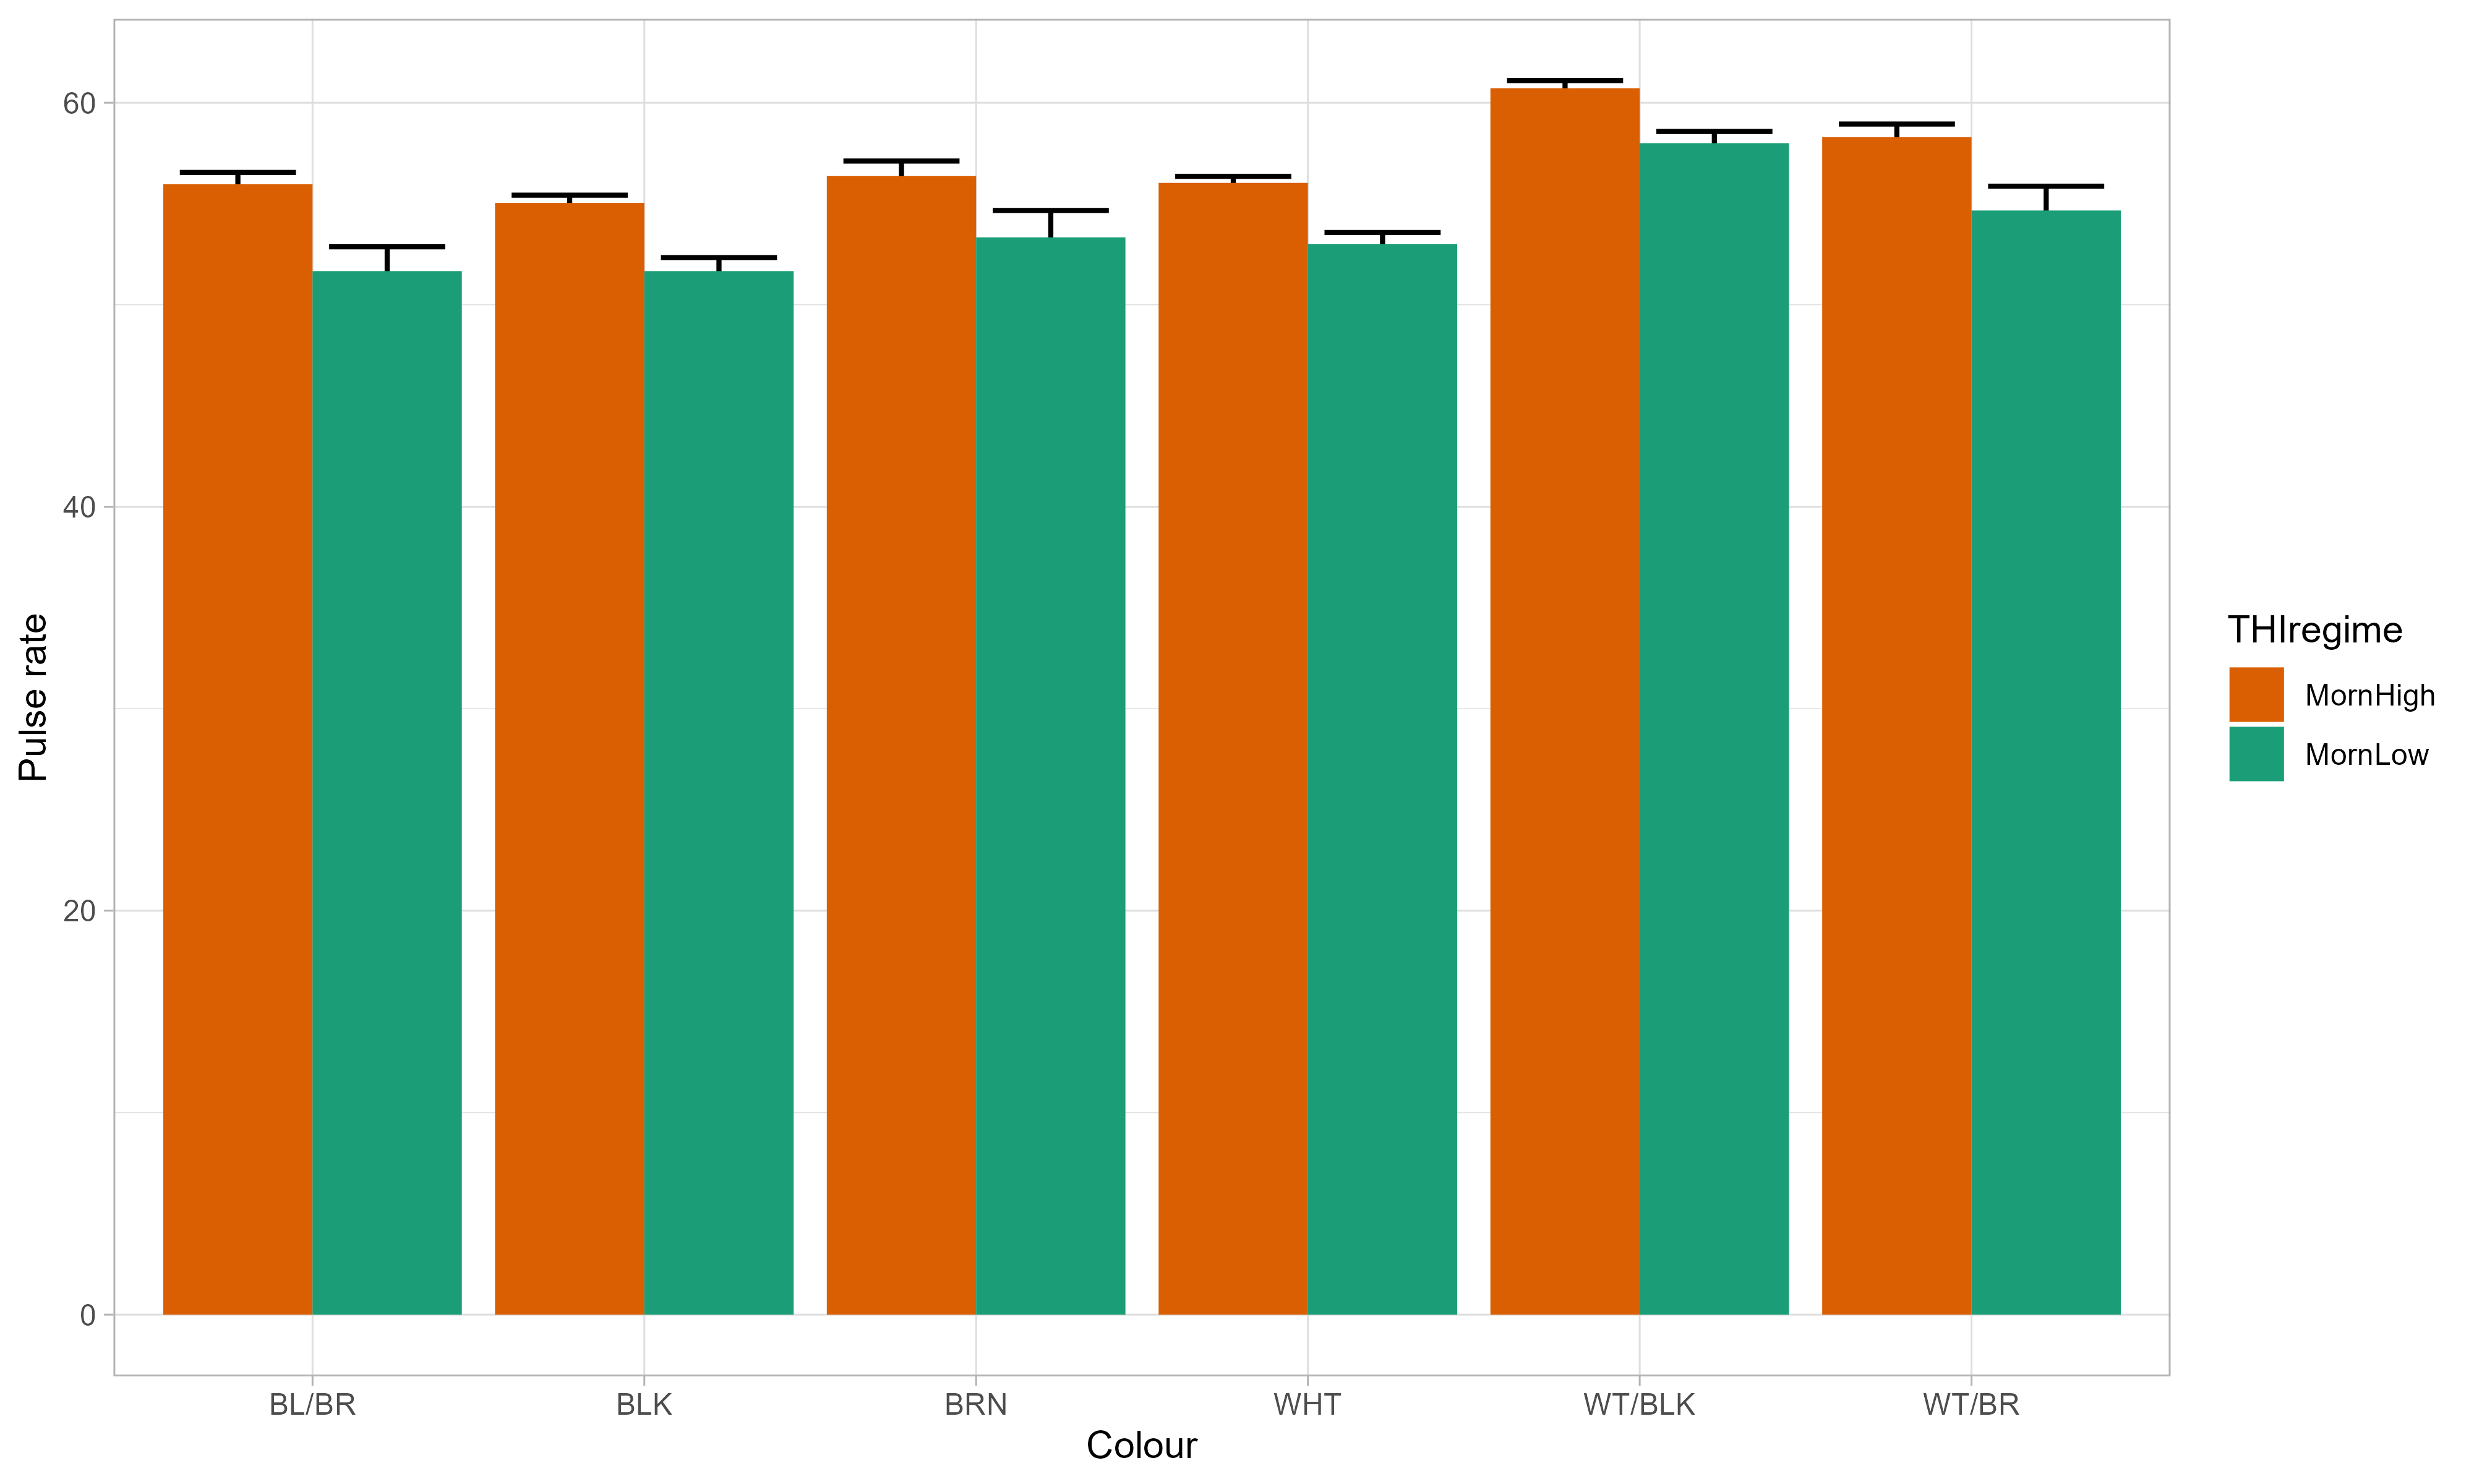 60
40
20
0
Pulse rate
BL/BR
BLK
BRN
WHT
WT/BLK
WT/BR
Colour
THIregime
MornHigh
MornLow